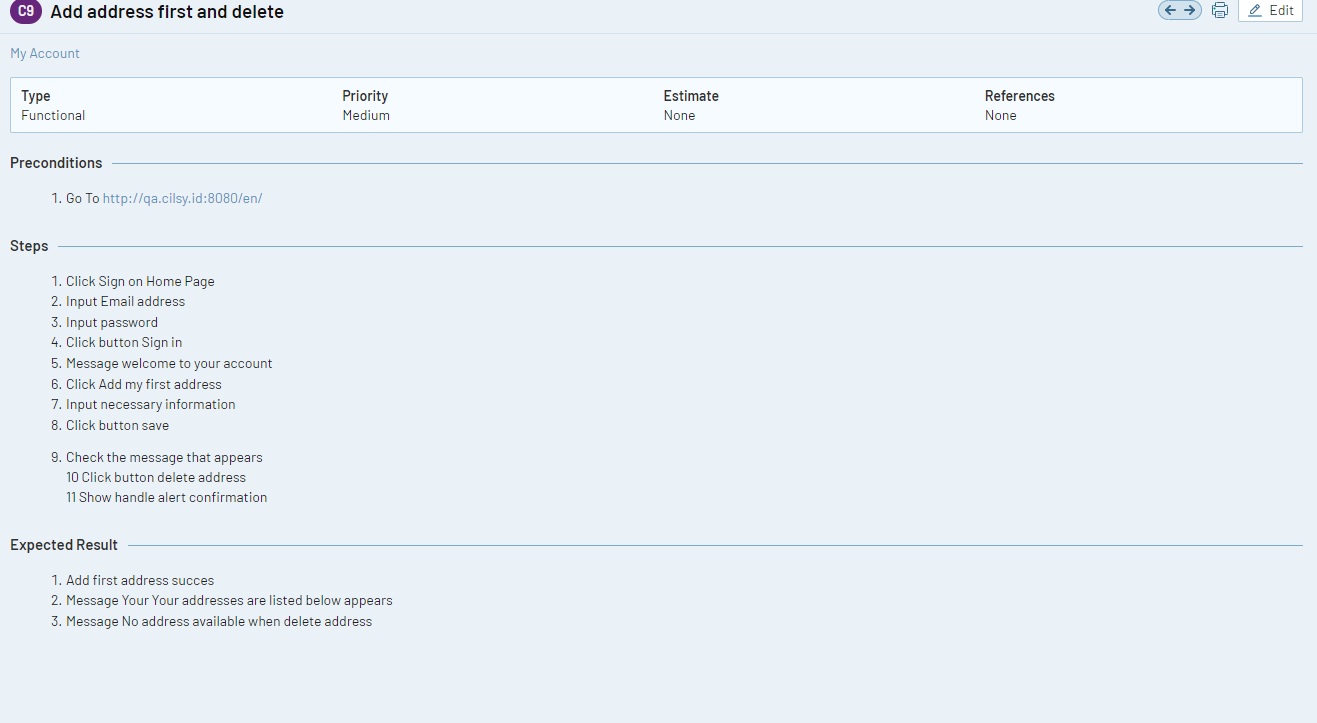 C9 Add address first and delete
Edit
My Account
Type Priority Estimate References
Functional Medium None None
Preconditions
1. Go To http://qa.cilsy.id:8080/en/
Steps
1. Click Sign on Home Page
2. Input Email address
3. Input password
4. Click button Sign in
5. Message welcome to your account
6. Click Add my first address
7. Input necessary information
8. Click button save
9. Check the message that appears
10 Click button delete address
11 Show handle alert confirmation
Expected Result
1. Add first address succes
2. Message Your Your addresses are listed below appears
3. Message No address available when delete address